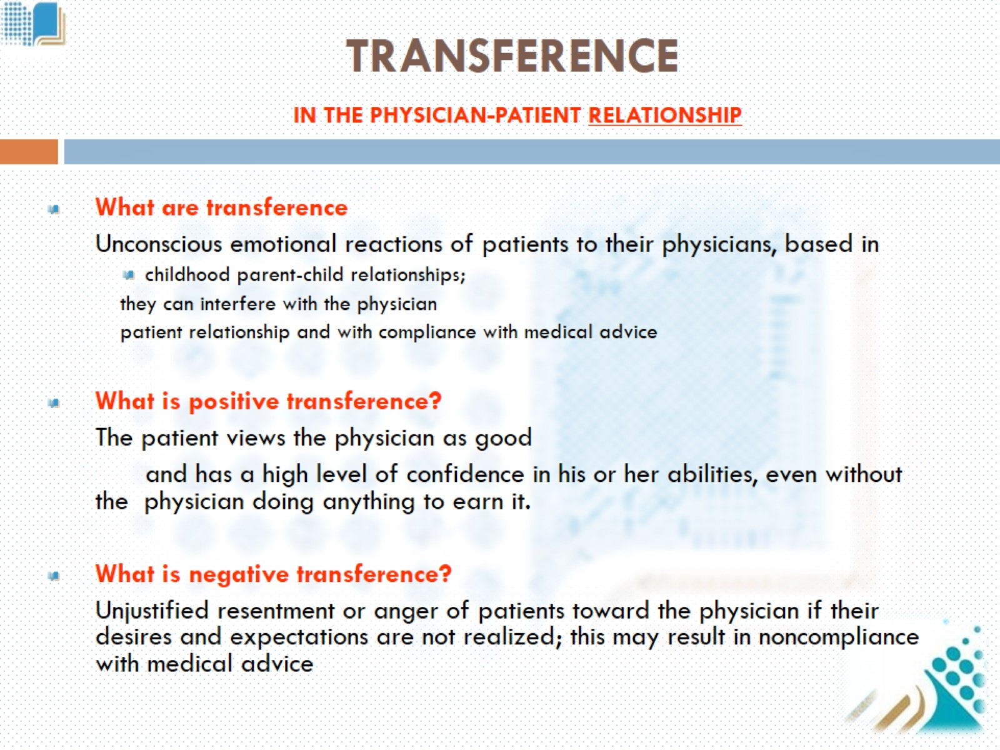 TRANSFERENCE
IN THE PHYSICIAN-PATIENT RELATIONSHIP
What are transference
Unconscious emotional reactions of patients to their physicians, based in
childhood parent-child relationships;
they can interfere with the physician
patient relationship and with compliance with medical advice
What is positive transference?
The patient views the physician as good
and has a high level of confidence in his or her abilities, even without
the physician doing anything to earn it.
What is negative transference?
Unjustified resentment or anger of patients toward the physician if their
desires and expectations are not realized; this may result in noncompliance
with medical advice